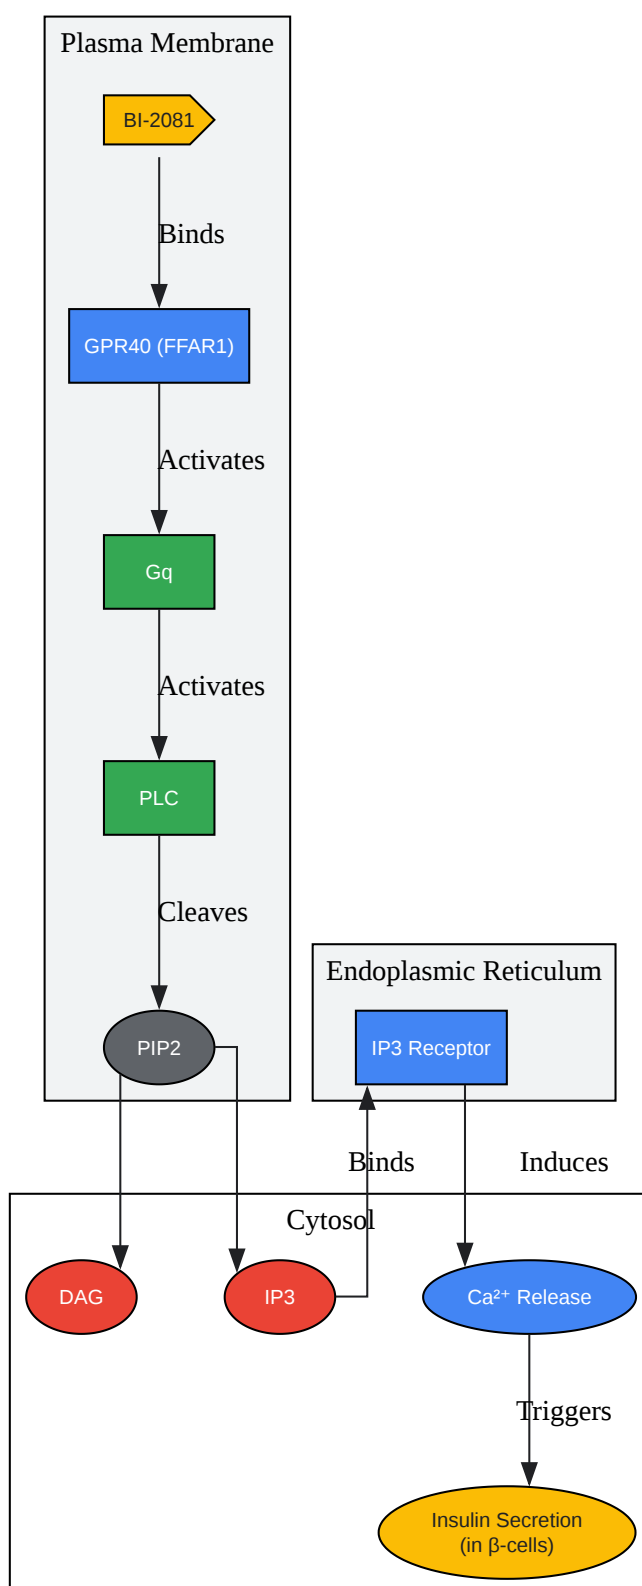 Plasma Membrane
BI-2081
Binds
GPR40 (FFAR1)
Activates
Gq
Activates
PLC
Cleaves
PIP2
Endoplasmic Reticulum
IP3 Receptor
Binds
Induces
Cytosol
DAG
IP3
Ca²⁺ Release
Triggers
Insulin Secretion
(in β-cells)